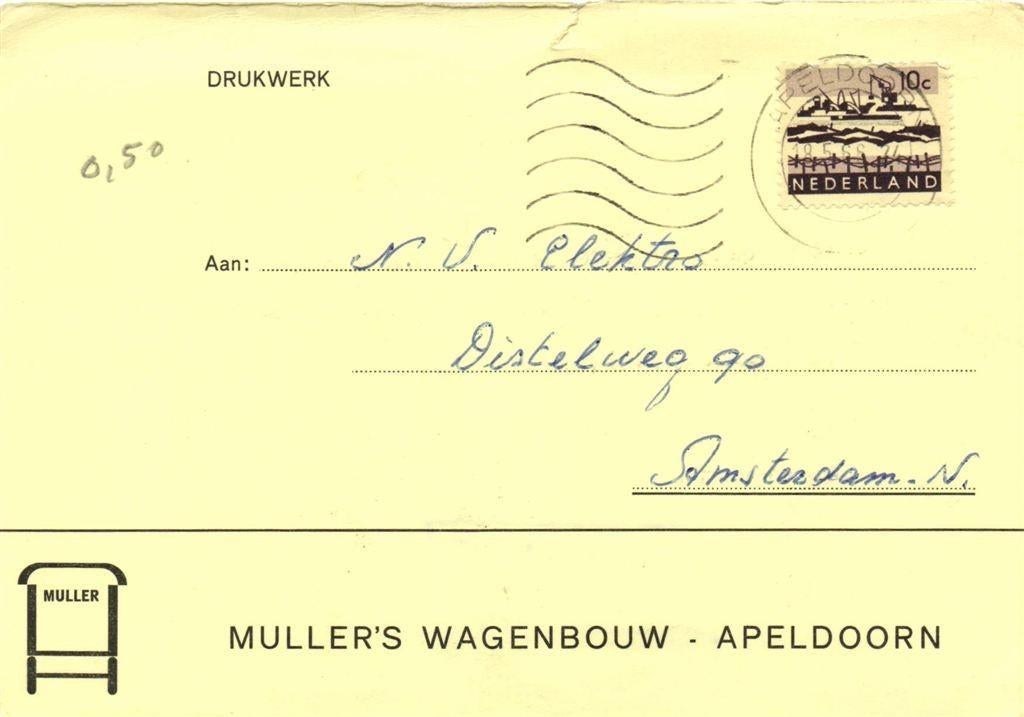 DRUKWERK
10c
APELDOORN
NEDERLAND
0,50
Aan: N. V. Elektro
Distelweg 90
Amsterdam-N.
MULLER
MULLER'S WAGENBOUW - APELDOORN